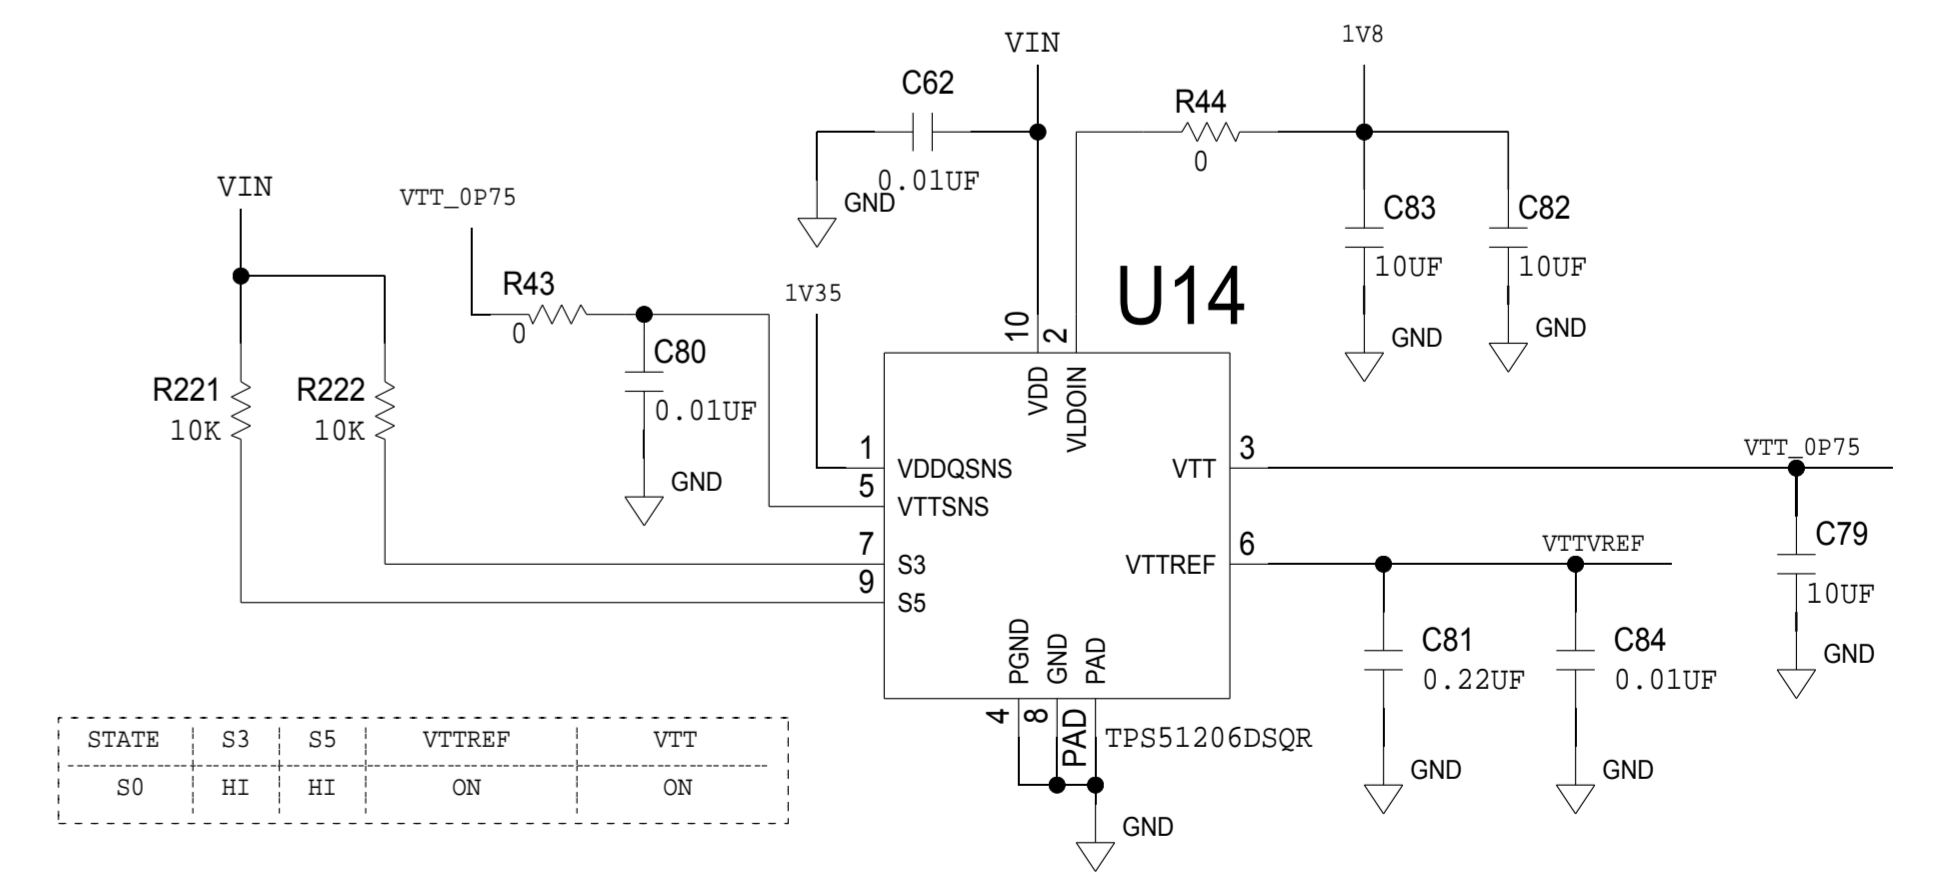 1V8
VIN
C62
R44
0
0.01UF
GND
VIN
VTT_0P75
C83
C82
10UF
10UF
R43
0
1V35
U14
GND
GND
C80
0.01UF
10
2
R221
R222
10K
10K
VDD
VLDOIN
GND
1
VDDQSNS
5
VTTSNS
7
S3
9
S5
VTT
3
VTT_0P75
VTTREF
6
VTTVREF
C79
10UF
GND
PGND
GND
PAD
C81
0.22UF
C84
0.01UF
4
8
PAD
TPS51206DSQR
GND
GND
GND
STATE S3 S5 VTTREF VTT
S0 HI HI ON ON